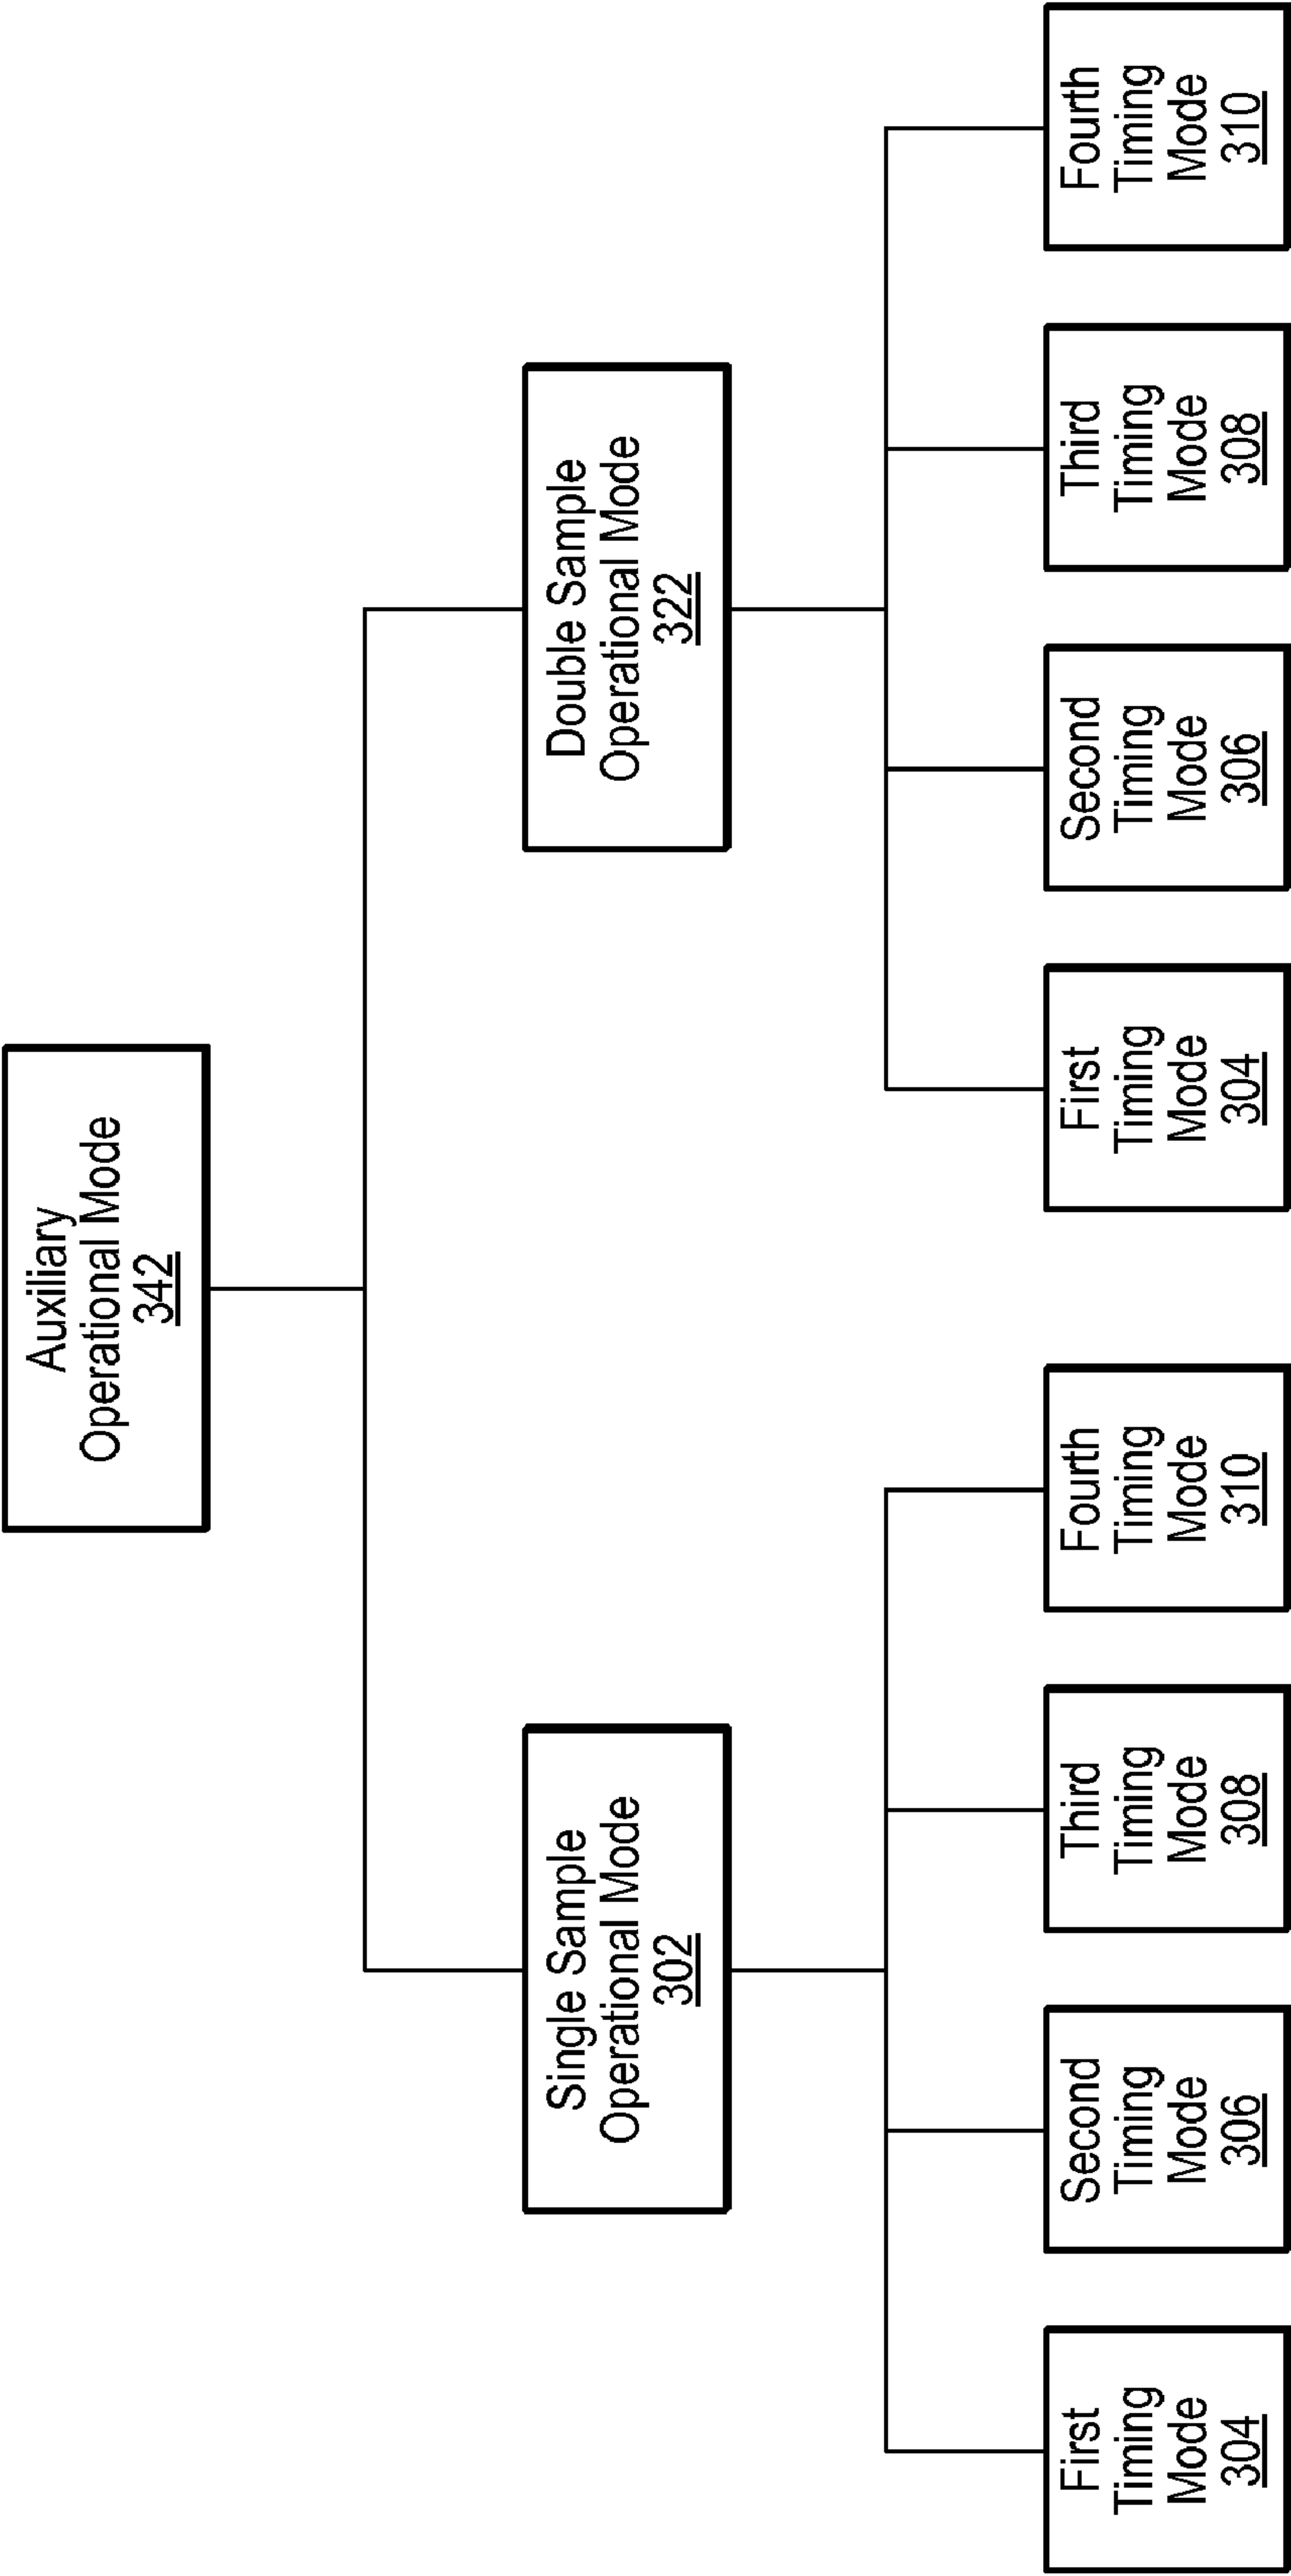 Auxiliary
Operational Mode
342
Single Sample
Operational Mode
302
Double Sample
Operational Mode
322
First
Timing
Mode
304
Second
Timing
Mode
306
Third
Timing
Mode
308
Fourth
Timing
Mode
310
First
Timing
Mode
304
Second
Timing
Mode
306
Third
Timing
Mode
308
Fourth
Timing
Mode
310